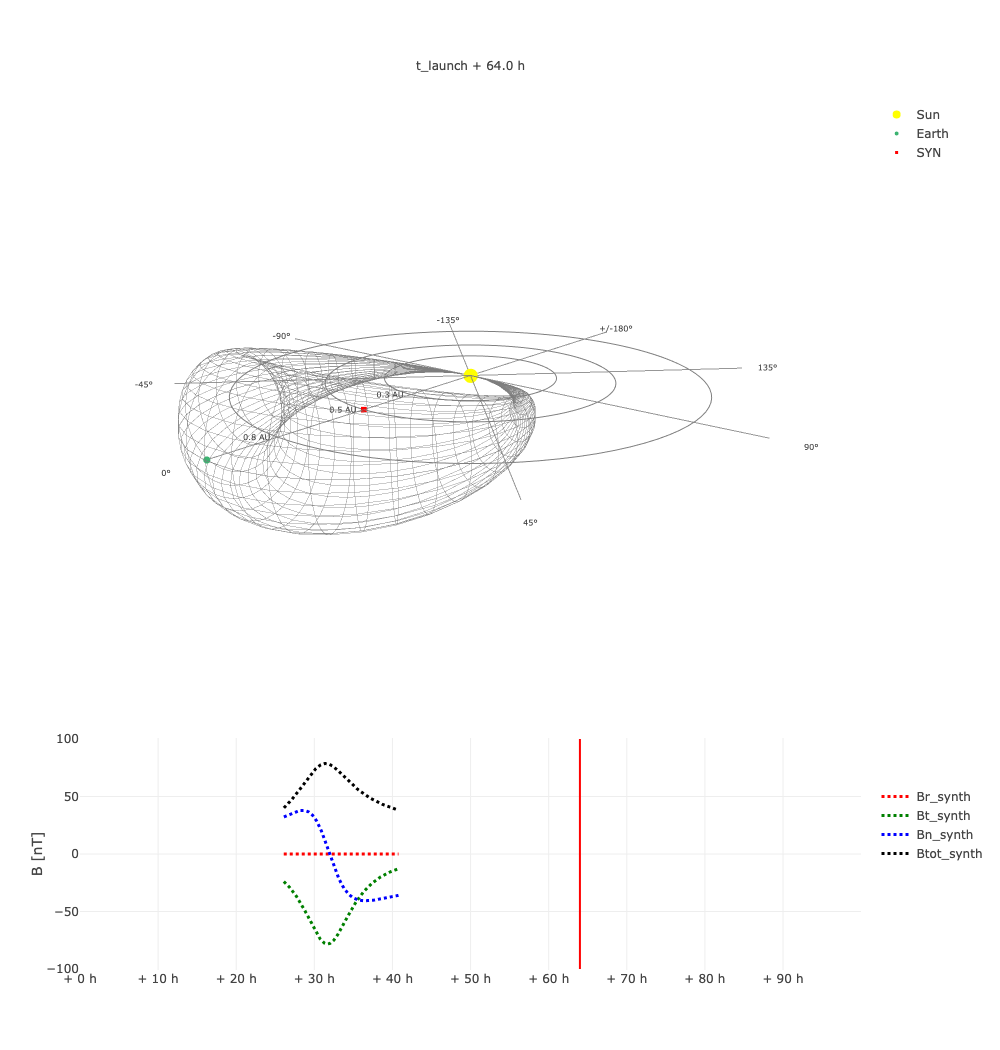 t_launch + 64.0 h
Sun
Earth
SYN
-135°
+/-180°
-90°
135°
-45°
0.3 AU
0.5 AU
0.8 AU
90°
0°
45°
100
50
0
−50
−100
B [nT]
+ 0 h
+ 10 h
+ 20 h
+ 30 h
+ 40 h
+ 50 h
+ 60 h
+ 70 h
+ 80 h
+ 90 h
Br_synth
Bt_synth
Bn_synth
Btot_synth